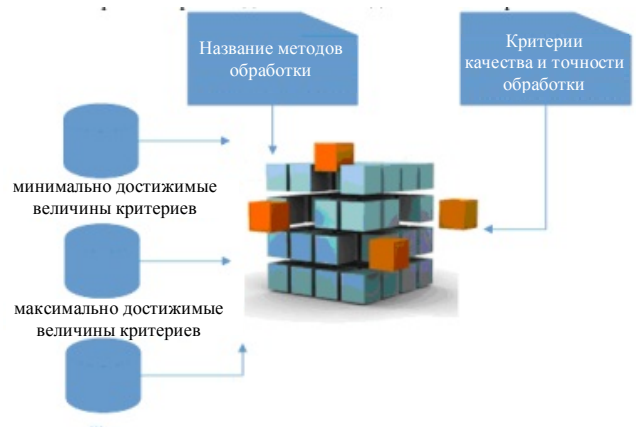 Название методов
обработки
Критерии
качества и точности
обработки
минимально достижимые
величины критериев
максимально достижимые
величины критериев